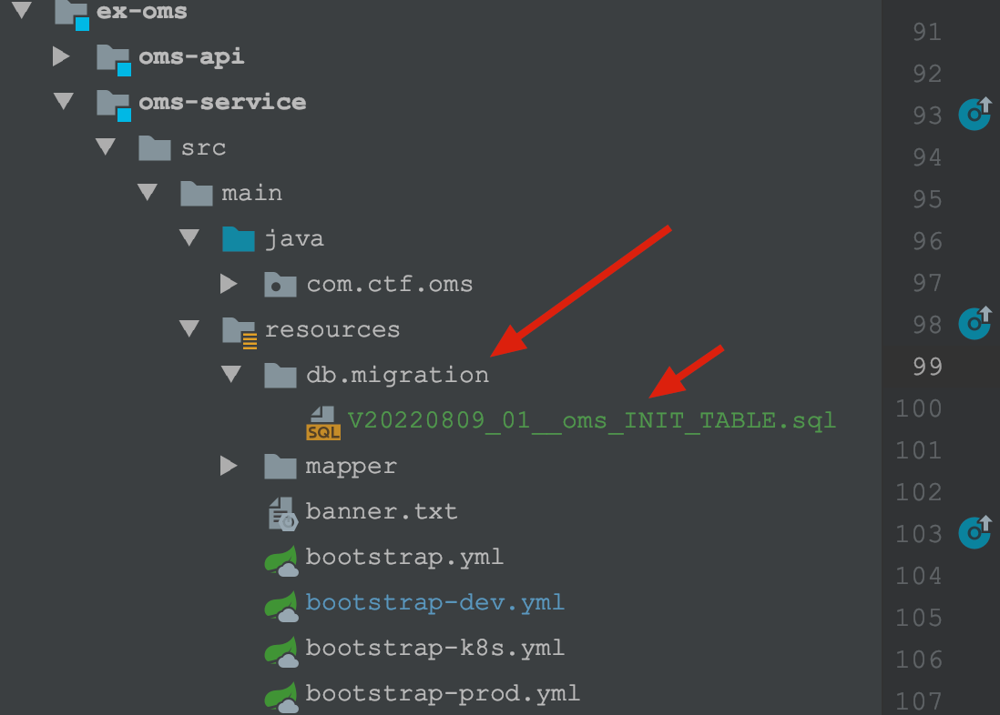 ex-oms
oms-api
oms-service
src
main
java
com.ctf.oms
resources
db.migration
SQL V20220809_01__oms_INIT_TABLE.sql
mapper
banner.txt
bootstrap.yml
bootstrap-dev.yml
bootstrap-k8s.yml
bootstrap-prod.yml
91
92
93
94
95
96
97
98
99
100
101
102
103
104
105
106
107